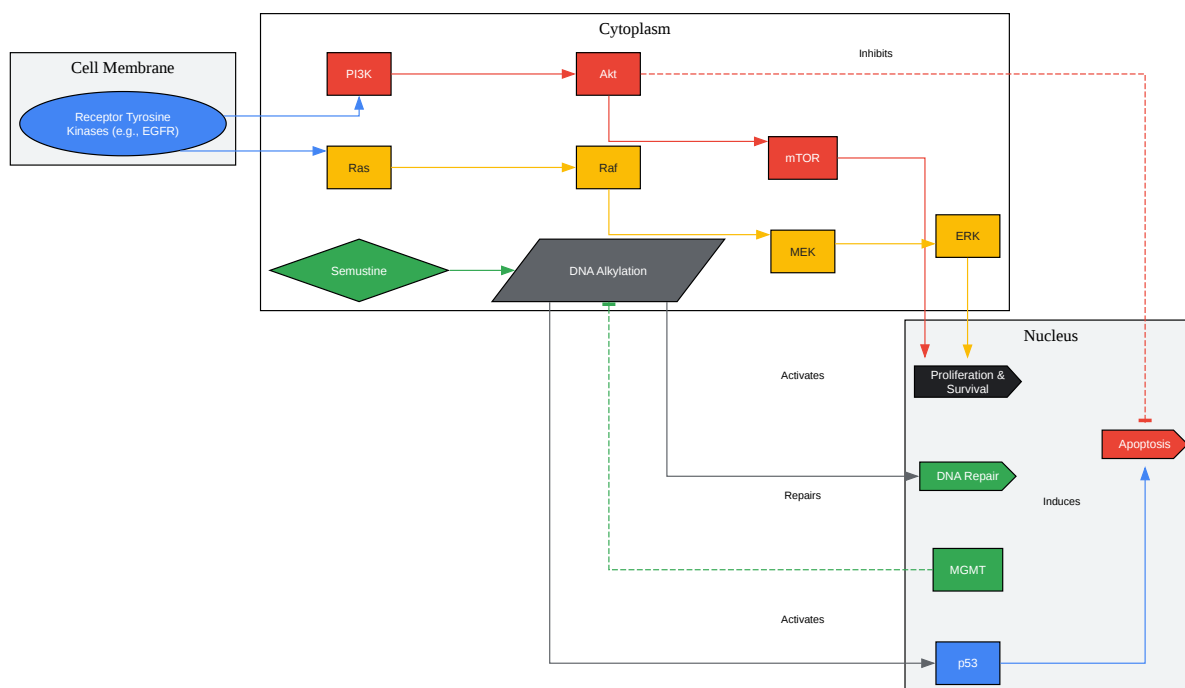 Cytoplasm
Inhibits
Cell Membrane
PI3K
Akt
Receptor Tyrosine
Kinases (e.g., EGFR)
mTOR
Ras
Raf
ERK
MEK
Semustine
DNA Alkylation
Nucleus
Activates
Proliferation &
Survival
Apoptosis
DNA Repair
Repairs
Induces
MGMT
Activates
p53